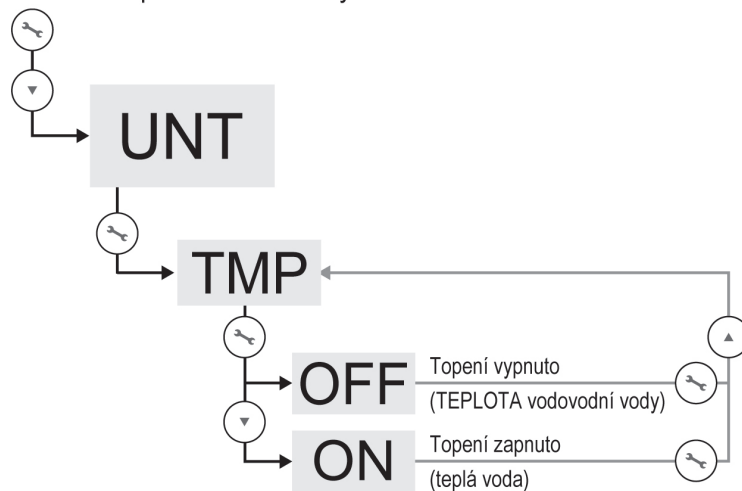 UNT
TMP
OFF
Topení vypnuto
(TEPLOTA vodovodní vody)
ON
Topení zapnuto
(teplá voda)